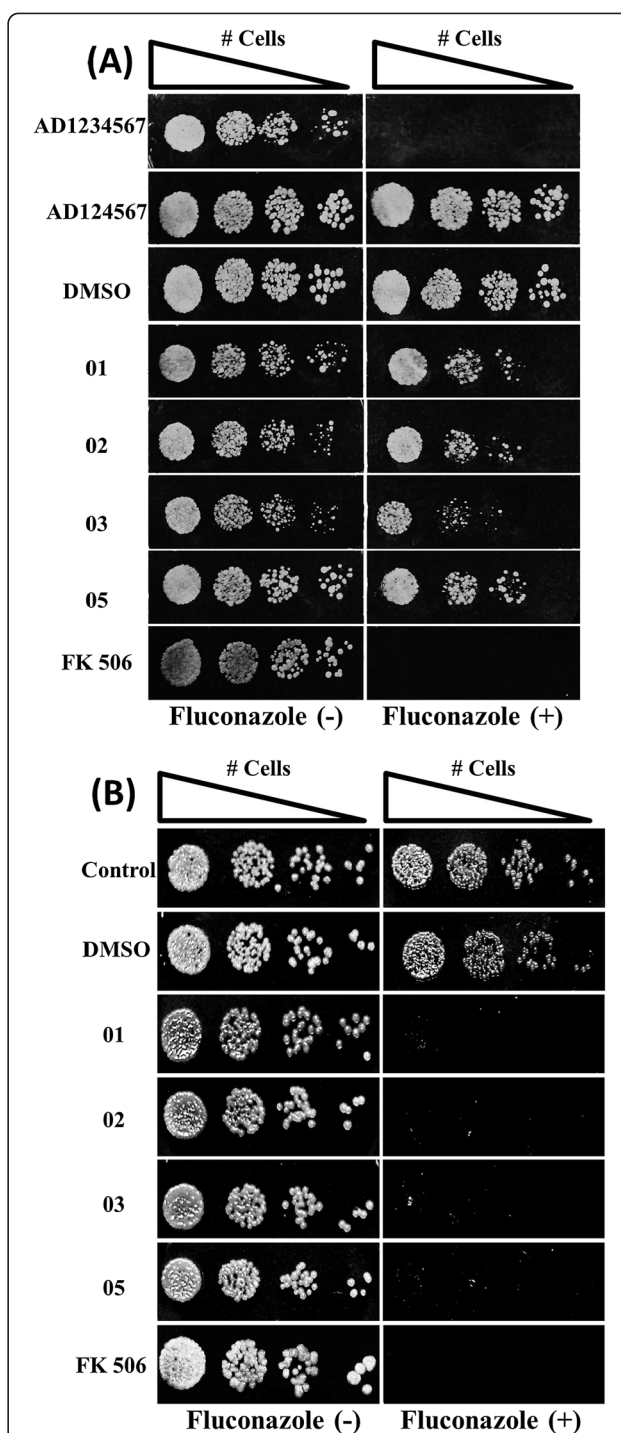 (A)
# Cells # Cells
AD1234567
AD124567
DMSO
01
02
03
05
FK 506
Fluconazole (-) Fluconazole (+)
(B)
# Cells # Cells
Control
DMSO
01
02
03
05
FK 506
Fluconazole (-) Fluconazole (+)